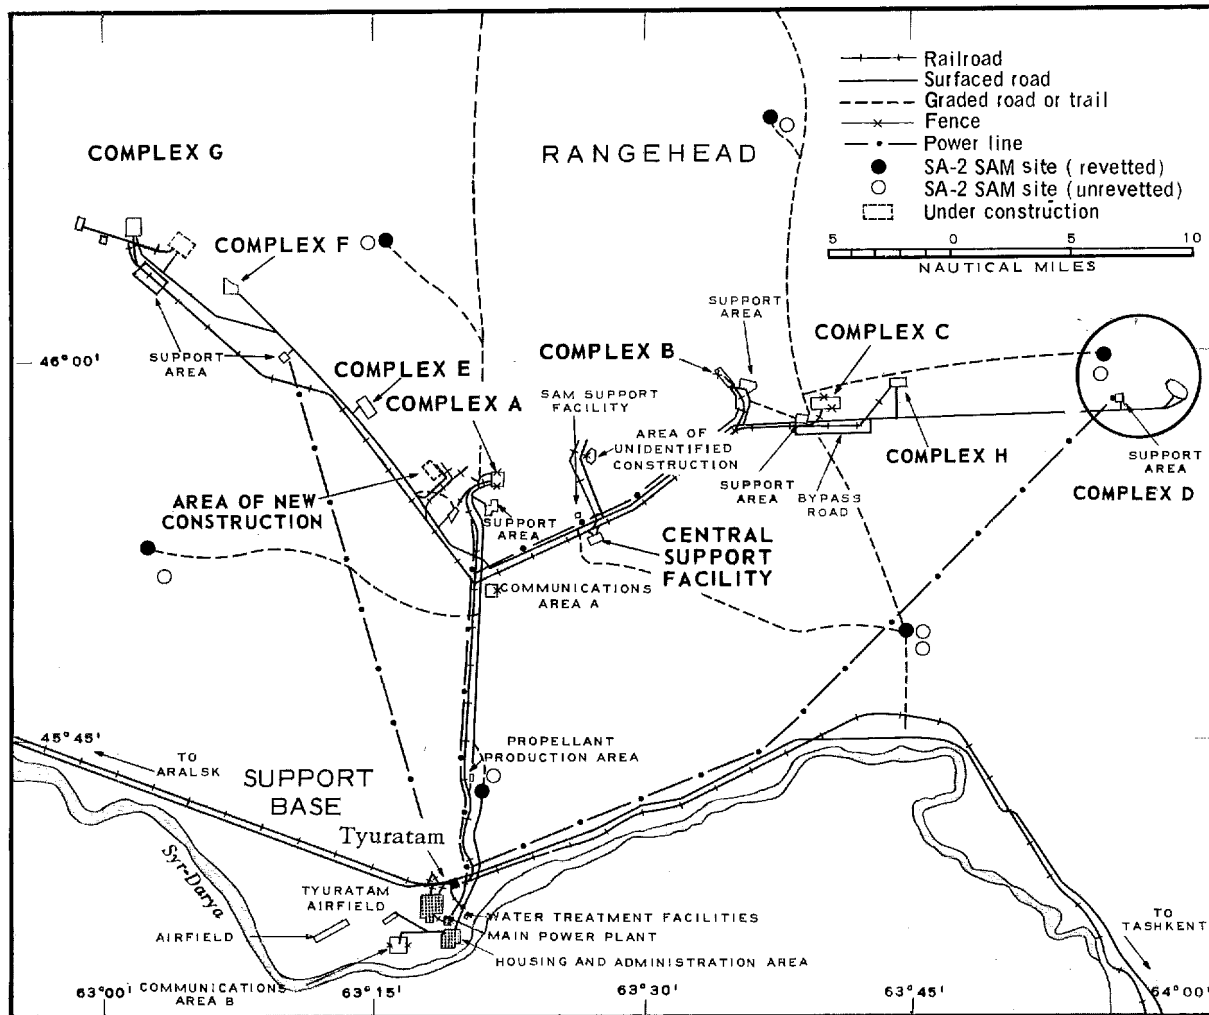 Railroad
Surfaced road
Graded road or trail
Fence
Power line
SA-2 SAM site ( revetted)
SA-2 SAM site (unrevetted)
Under construction
5 0 5 10
NAUTICAL MILES
COMPLEX G
RANGEHEAD
COMPLEX F
SUPPORT
AREA
46°00'
SUPPORT
AREA
COMPLEX E
COMPLEX A
COMPLEX B
COMPLEX C
SAM SUPPORT
FACILITY
AREA OF
UNIDENTIFIED
CONSTRUCTION
SUPPORT
AREA
BYPASS
ROAD
COMPLEX H
SUPPORT
AREA
COMPLEX D
AREA OF NEW
CONSTRUCTION
SUPPORT
AREA
CENTRAL
SUPPORT
FACILITY
COMMUNICATIONS
AREA A
45°45'
TO
ARALSK
SUPPORT
BASE
PROPELLANT
PRODUCTION AREA
Tyuratam
Syr-Darya
TYURATAM
AIRFIELD
AIRFIELD
WATER TREATMENT FACILITIES
MAIN POWER PLANT
HOUSING AND ADMINISTRATION AREA
TO
TASHKENT
COMMUNICATIONS
AREA B
63°00' 63°15' 63°30' 63°45' 64°00'